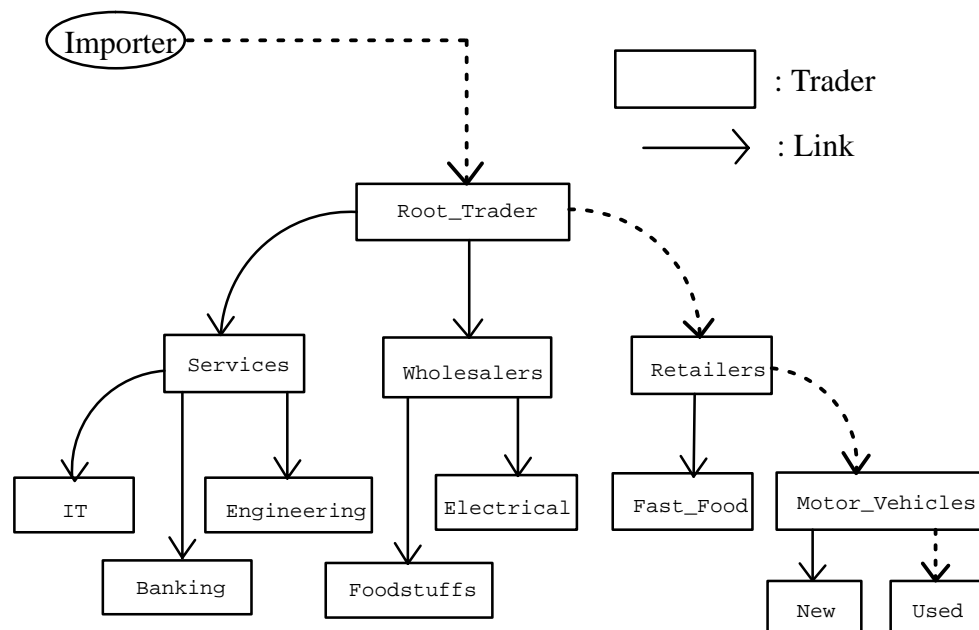 Importer
: Trader
: Link
Root_Trader
Services
Wholesalers
Retailers
IT
Engineering
Electrical
Fast_Food
Motor_Vehicles
Banking
Foodstuffs
New
Used